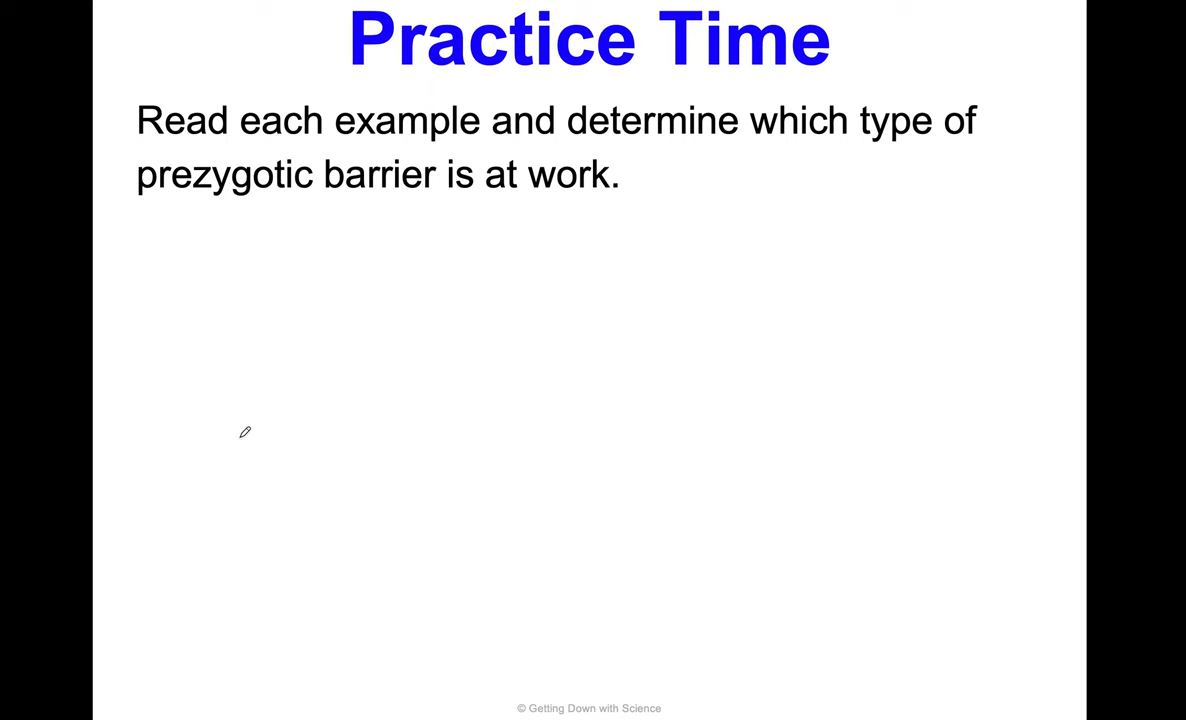 Practice Time
Read each example and determine which type of
prezygotic barrier is at work.
© Getting Down with Science